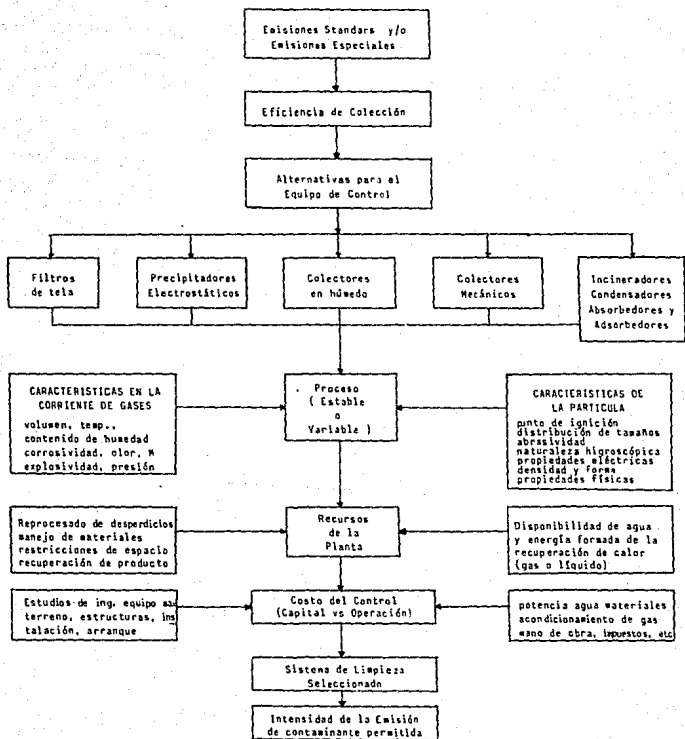 Emisiones Standars y/o
Emisiones Especiales
Eficiencia de Colección
Alternativas para el
Equipo de Control
Filtros
de tela
Precipitadores
Electrostáticos
Colectores
en húmedo
Colectores
Mecánicos
Incineradores
Condensadores
Absorbedores y
Adsorbedores
CARACTERISTICAS EN LA
CORRIENTE DE GASES
volumen, temp.,
contenido de humedad
corrosividad, olor, M
explosividad, presión
Proceso
( Estable
o
Variable )
CARACTERISTICAS DE
LA PARTICULA
punto de ignición
distribución de tamaños
abrasividad
naturaleza higroscópica
propiedades eléctricas
densidad y forma
propiedades físicas
Reprocesado de desperdicios
manejo de materiales
restricciones de espacio
recuperación de producto
Recursos
de la
Planta
Disponibilidad de agua
y energía formada de la
recuperación de calor
(gas o líquido)
Estudios de ing. equipo
terreno, estructuras, ins
talación, arranque
Costo del Control
(Capital vs Operación)
potencia agua materiales
acondicionamiento de gas
mano de obra, impuestos, etc
Sistema de Limpieza
Seleccionado
Intensidad de la Emisión
de contaminante permitida